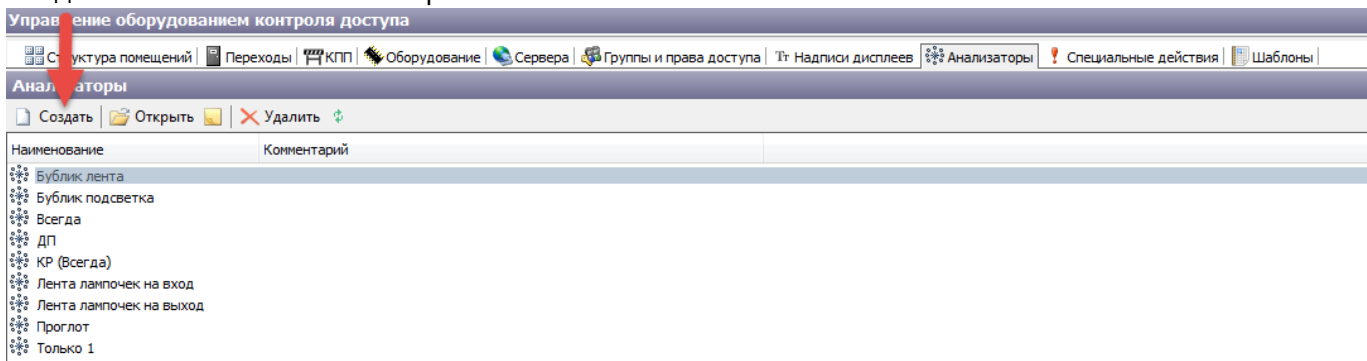 Управление оборудованием контроля доступа
Структура помещений Переходы КПП Оборудование Сервера Группы и права доступа Надписи дисплеев Анализаторы Специальные действия Шаблоны
Анализаторы
Создать Открыть Удалить
Наименование Комментарий
Бублик лента
Бублик подсветка
Всегда
ДП
КР (Всегда)
Лента лампочек на вход
Лента лампочек на выход
Проглот
Только 1